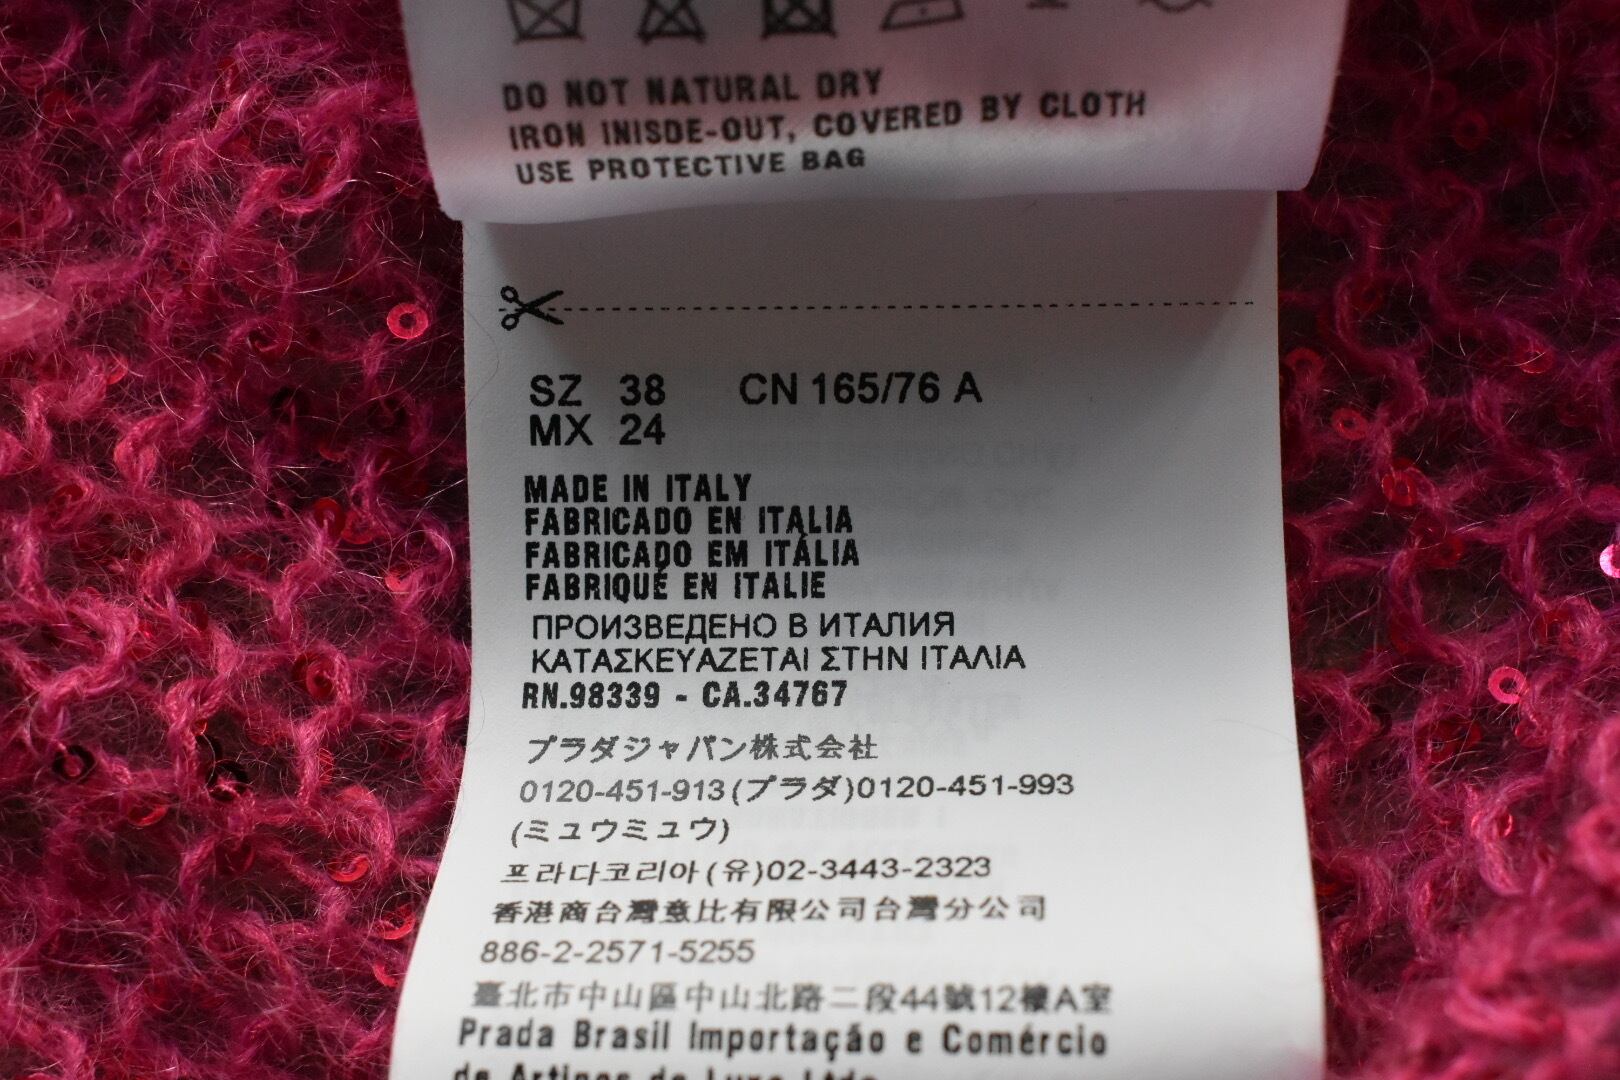 DO NOT NATURAL DRY
IRON INISDE-OUT, COVERED BY CLOTH
USE PROTECTIVE BAG
SZ 38 CN 165/76 A
MX 24
MADE IN ITALY
FABRICADO EN ITALIA
FABRICADO EM ITÁLIA
FABRIQUÉ EN ITALIE
ПРОИЗВЕДЕНО В ИТАЛИЯ
ΚΑΤΑΣΚΕΥΑΖΕΤΑΙ ΣΤΗΝ ΙΤΑΛΙΑ
RN.98339 - CA.34767
プラダジャパン株式会社
0120-451-913(プラダ)0120-451-993
(ミュウミュウ)
프라다코리아(유)02-3443-2323
香港商台灣意比有限公司台灣分公司
886-2-2571-5255
臺北市中山區中山北路二段44號12樓A室
Prada Brasil Importação e Comércio
de Artigos de Luxo Ltda